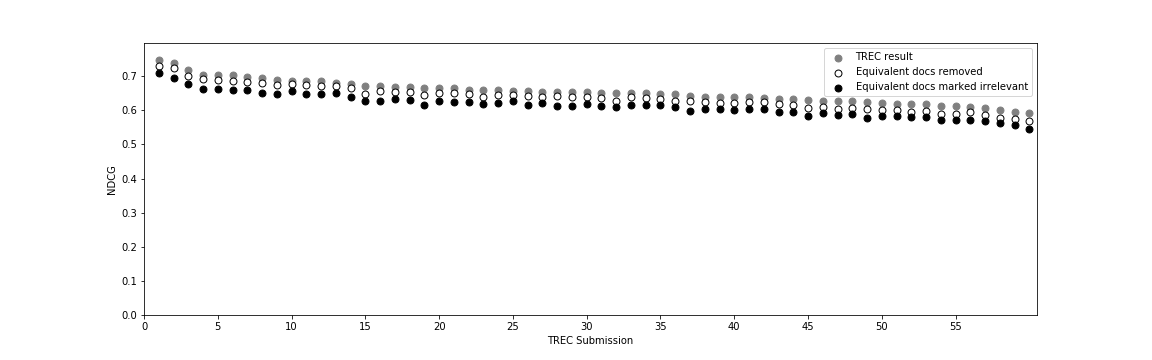 TREC result
Equivalent docs removed
Equivalent docs marked irrelevant
NDCG
0.7
0.6
0.5
0.4
0.3
0.2
0.1
0.0
0 5 10 15 20 25 30 35 40 45 50 55
TREC Submission